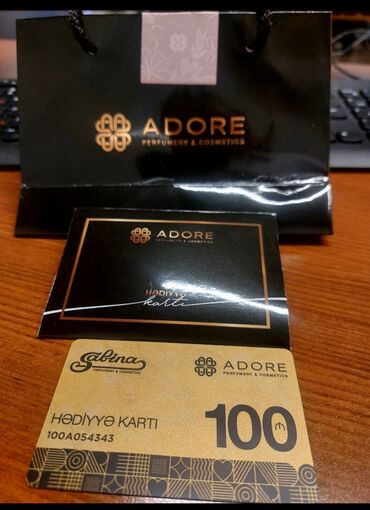 ADORE
PERFUMERY & COSMETICS
ADORE
PERFUMERY & COSMETICS
HƏDİYYƏ
kartı
Sabina
PERFUMERY & COSMETICS
ADORE
PERFUMERY & COSMETICS
HƏDİYYƏ KARTI
100A054343
100 ₼